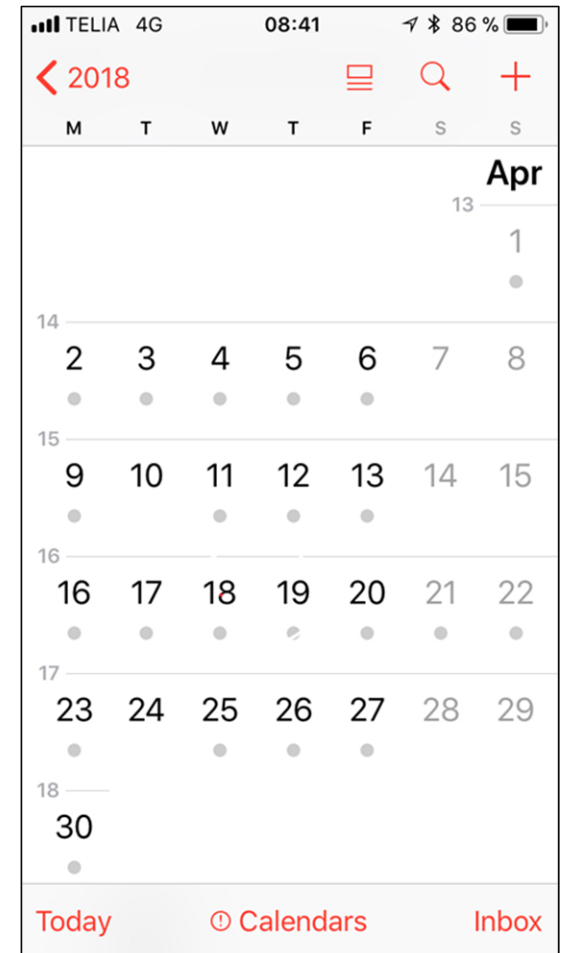 TELIA 4G 08:41 86 %
2018
M T W T F S S
Apr
13
1
14
2 3 4 5 6 7 8
15
9 10 11 12 13 14 15
16
16 17 18 19 20 21 22
17
23 24 25 26 27 28 29
18
30
Today Calendars Inbox